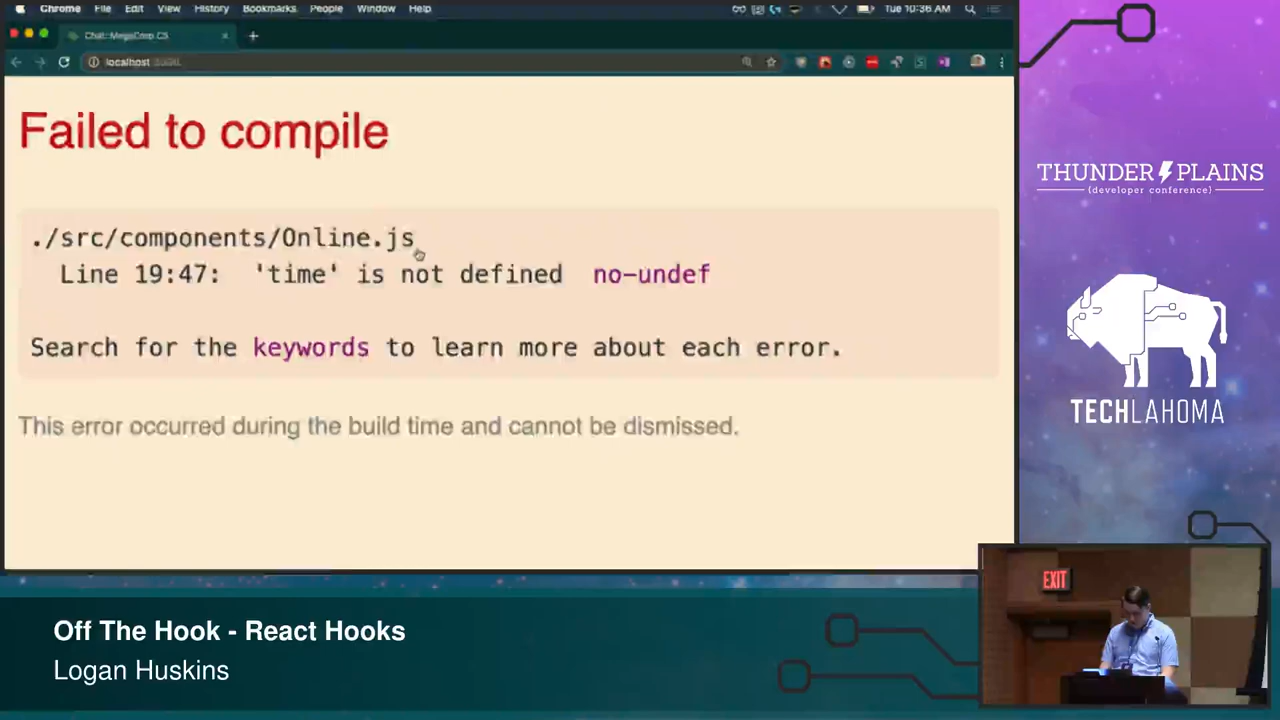 Chrome File Edit View History Bookmarks People Window Help
Tue 10:36 AM
Chat::MegaCorp.CS
localhost
Failed to compile
./src/components/Online.js
Line 19:47: 'time' is not defined no-undef
Search for the keywords to learn more about each error.
This error occurred during the build time and cannot be dismissed.
THUNDER PLAINS
{developer conference}
TECHLAHOMA
EXIT
Off The Hook - React Hooks
Logan Huskins